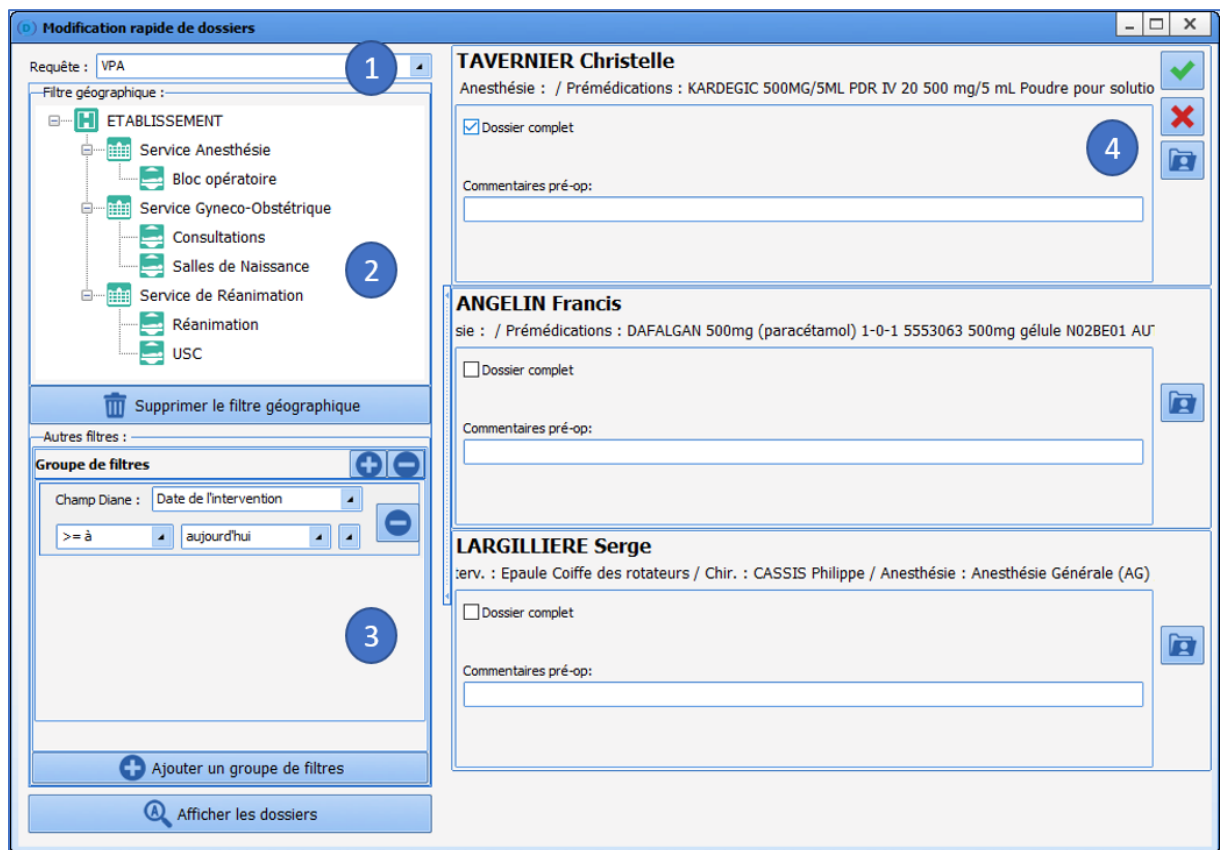 Modification rapide de dossiers
Requête : VPA
1
Filtre géographique :
ETABLISSEMENT
Service Anesthésie
Bloc opératoire
Service Gyneco-Obstétrique
Consultations
Salles de Naissance
2
Service de Réanimation
Réanimation
USC
Supprimer le filtre géographique
Autres filtres :
Groupe de filtres
Champ Diane : Date de l'intervention
>= à aujourd'hui
3
Ajouter un groupe de filtres
Afficher les dossiers
TAVERNIER Christelle
Anesthésie : / Prémédications : KARDEGIC 500MG/5ML PDR IV 20 500 mg/5 mL Poudre pour solutio
Dossier complet
4
Commentaires pré-op:
ANGELIN Francis
sie : / Prémédications : DAFALGAN 500mg (paracétamol) 1-0-1 5553063 500mg gélule N02BE01 AUT
Dossier complet
Commentaires pré-op:
LARGILLIERE Serge
terv. : Epaule Coiffe des rotateurs / Chir. : CASSIS Philippe / Anesthésie : Anesthésie Générale (AG)
Dossier complet
Commentaires pré-op: